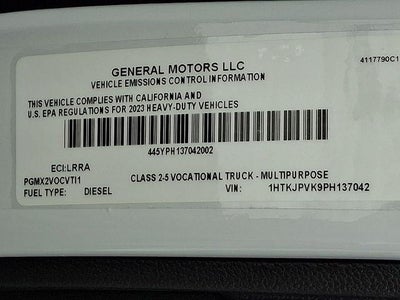 GENERAL MOTORS LLC
4117790C1
VEHICLE EMISSIONS CONTROL INFORMATION
THIS VEHICLE COMPLIES WITH CALIFORNIA AND
U.S. EPA REGULATIONS FOR 2023 HEAVY-DUTY VEHICLES
445YPH137042002
ECI:LRRA
PGMX2VOCVTI1 CLASS 2-5 VOCATIONAL TRUCK - MULTIPURPOSE
FUEL TYPE: DIESEL VIN: 1HTKJPVK9PH137042